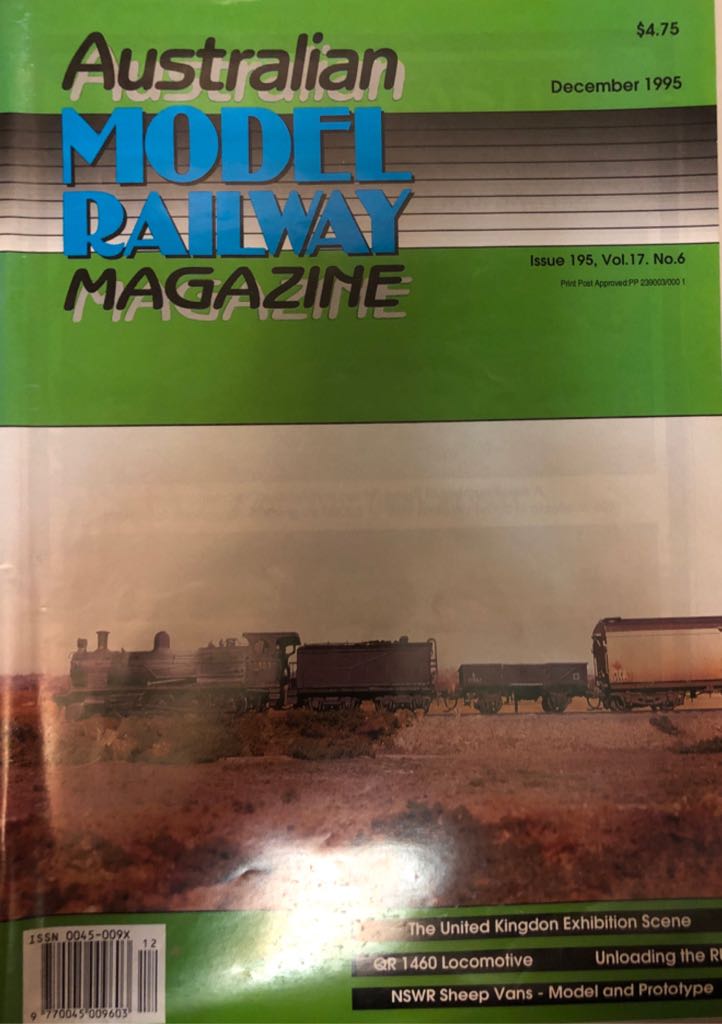 $4.75
Australian
December 1995
MODEL
RAILWAY
Issue 195, Vol.17. No.6
MAGAZINE
Print Post Approved:PP 239003/000 1
ISSN 0045-009X
12
The United Kingdon Exhibition Scene
QR 1460 Locomotive Unloading the
NSWR Sheep Vans - Model and Prototype
9 770045 009603